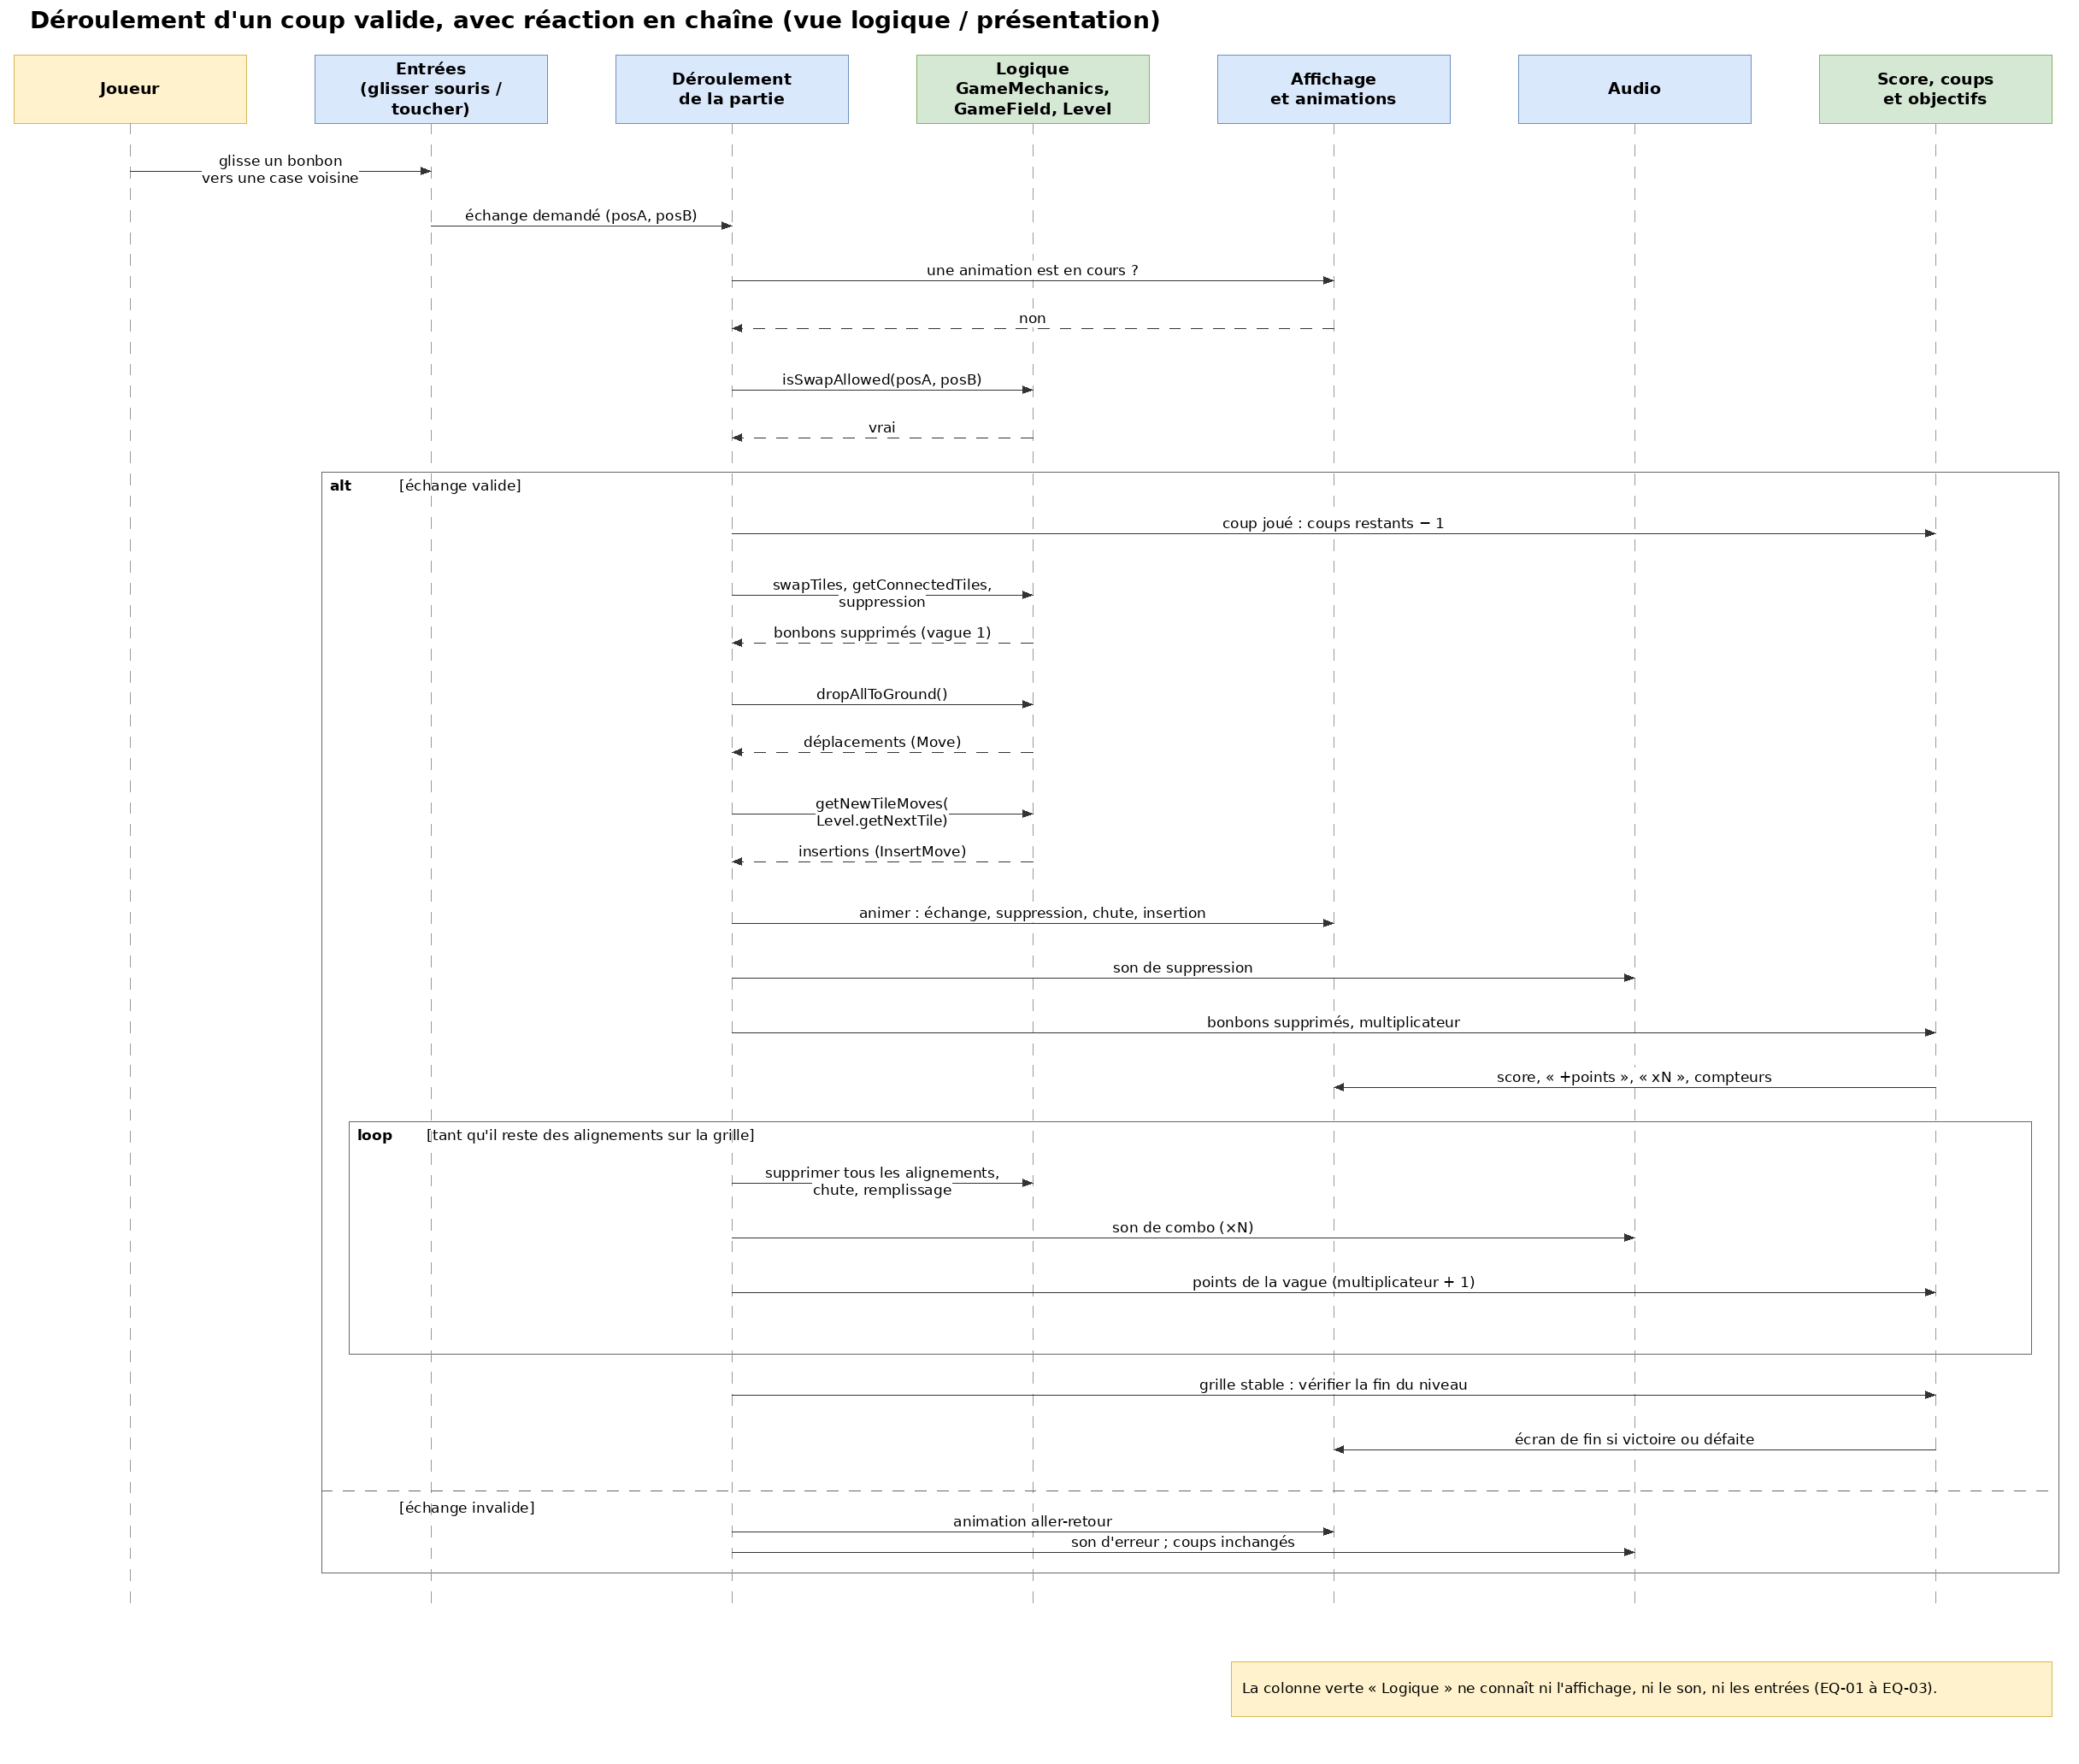 Déroulement d'un coup valide, avec réaction en chaîne (vue logique / présentation)
Joueur
Entrées
(glisser souris /
toucher)
Déroulement
de la partie
Logique
GameMechanics,
GameField, Level
Affichage
et animations
Audio
Score, coups
et objectifs
glisse un bonbon
vers une case voisine
échange demandé (posA, posB)
une animation est en cours ?
non
isSwapAllowed(posA, posB)
vrai
alt [échange valide]
coup joué : coups restants − 1
swapTiles, getConnectedTiles,
suppression
bonbons supprimés (vague 1)
dropAllToGround()
déplacements (Move)
getNewTileMoves(
Level.getNextTile)
insertions (InsertMove)
animer : échange, suppression, chute, insertion
son de suppression
bonbons supprimés, multiplicateur
score, « +points », « xN », compteurs
loop [tant qu'il reste des alignements sur la grille]
supprimer tous les alignements,
chute, remplissage
son de combo (×N)
points de la vague (multiplicateur + 1)
grille stable : vérifier la fin du niveau
écran de fin si victoire ou défaite
[échange invalide]
animation aller-retour
son d'erreur ; coups inchangés
La colonne verte « Logique » ne connaît ni l'affichage, ni le son, ni les entrées (EQ-01 à EQ-03).